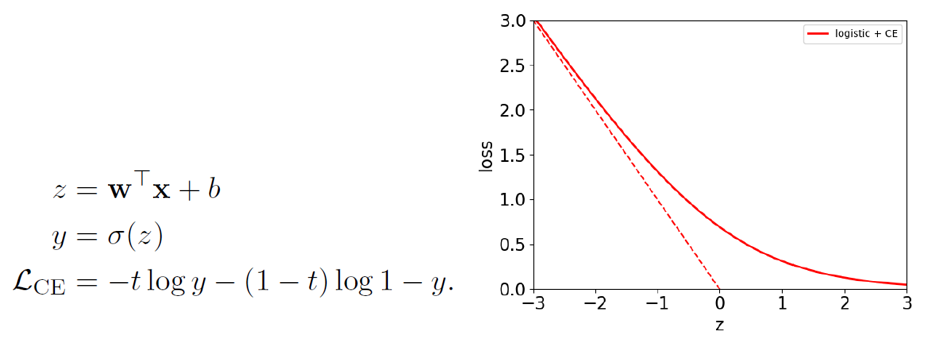 z = w⊤x + b
y = σ(z)
ℒCE = −t log y − (1 − t) log 1 − y.
3.0
2.5
2.0
1.5
1.0
0.5
0.0
loss
−3 −2 −1 0 1 2 3
z
logistic + CE